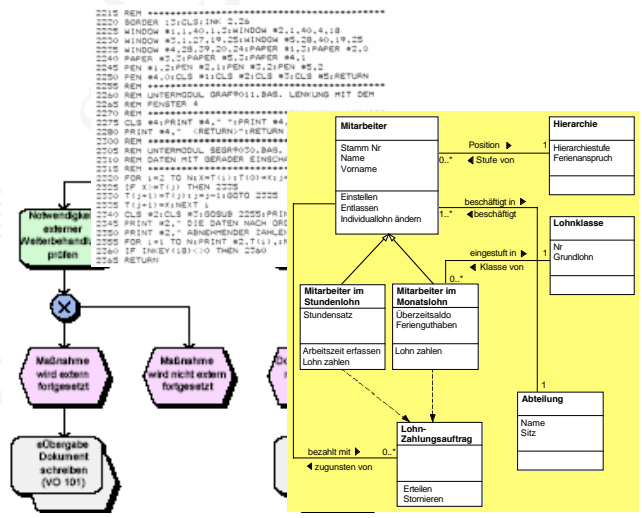 2215 REM
2220 BORDER 13:CLS:INK 2,26
2225 WINDOW #1,1,40,1,3:WINDOW #2,1,40,4,18
2230 WINDOW #3,1,27,19,25:WINDOW #5,28,40,19,25
2235 WINDOW #4,28,39,20,24:PAPER #1,3:PAPER #2,0
2240 PAPER #3,3:PAPER #5,3:PAPER #4,1
2245 PEN #1,2:PEN #2,1:PEN #3,2:PEN #5,2
2250 PEN #4,0:CLS #1:CLS #2:CLS #3:CLS #5:RETURN
2255 REM
2260 REM UNTERMODUL GRAF9011.BAS. LENKUNG MIT DEM
2265 REM FENSTER 4
2270 REM
2275 CLS #4:PRINT #4," ":PRINT #4,
2280 PRINT #4," <RETURN>":RETURN
REM
REM UNTERMODUL SEGR9030.BAS.
REM DATEN MIT GERADER EINSCHA
2315 REM
2320 FOR i=2 TO N:X=T(i):T(0)=X:j=
2325 IF X>=T(j) THEN 2335
2330 T(j+1)=T(j):j=j-1:GOTO 2325
2335 T(j+1)=X:NEXT i
2340 CLS #2:CLS #3:GOSUB 2255:PRIN
2345 PRINT #2," DIE DATEN NACH ORD
2350 PRINT #2," ABNEHMENDER ZAHLEN
2355 FOR i=1 TO N:PRINT #2,T(i),:N
2360 IF INKEY(18)<>0 THEN 2360
2365 RETURN
Notwendigkei
externer
Weiterbehandl
prüfen
X
Maßnahme
wird extern
fortgesetzt
Maßnahme
wird nicht extern
fortgesetzt
eÜbergabe
Dokument
schreiben
(VO 101)
Mitarbeiter
Stamm Nr
Name
Vorname
Einstellen
Entlassen
Individuallohn ändern
Position ▶
0..*
1
◀ Stufe von
Hierarchie
Hierarchiestufe
Ferienanspruch
beschäftigt in
▶
1..*
◀ beschäftigt
1
Lohnklasse
Nr
Grundlohn
eingestuft in ▶
1
◀ Klasse von
0..*
Mitarbeiter im
Stundenlohn
Stundensatz
Arbeitszeit erfassen
Lohn zahlen
Mitarbeiter im
Monatslohn
Überzeitsaldo
Ferienguthaben
Lohn zahlen
1
Abteilung
Name
Sitz
Lohn-
Zahlungsauftrag
Erteilen
Stornieren
bezahlt mit ▶
0..*
◀ zugunsten von